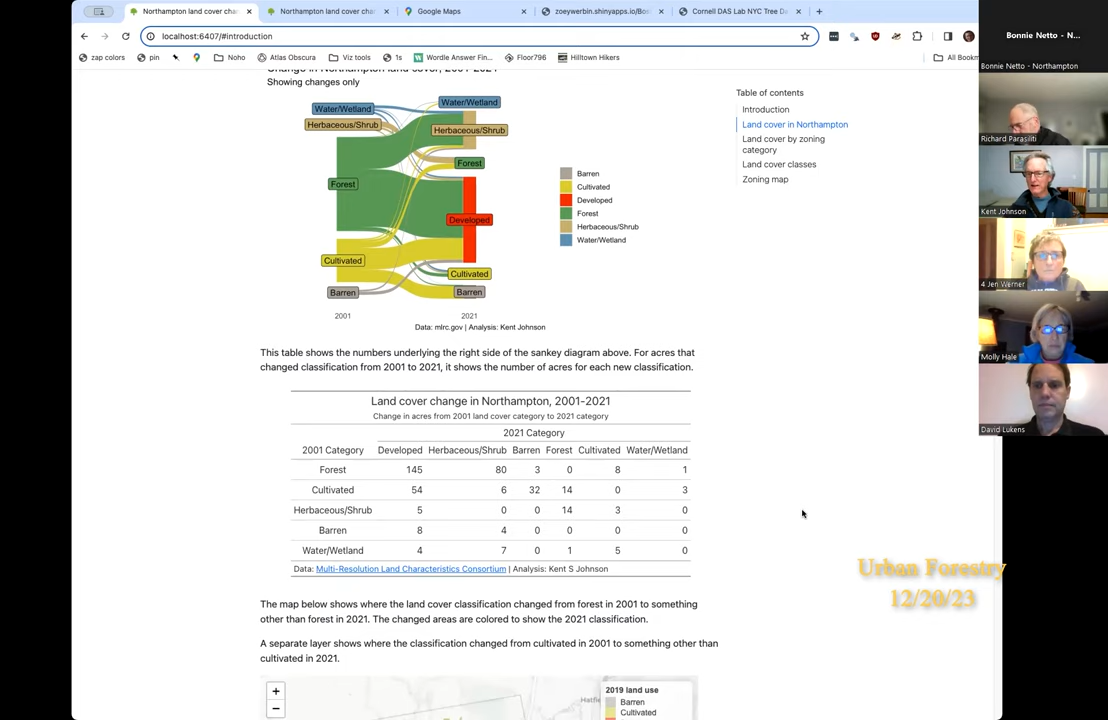 Northampton land cover chan
Northampton land cover chan
Google Maps
zoeywerbin.shinyapps.io/Bos
Cornell DAS Lab NYC Tree Da
localhost:6407/#introduction
zap colors
pin
Noho
Atlas Obscura
Viz tools
1s
Wordle Answer Fin...
Floor796
Hilltown Hikers
All Bookm
Change in Northampton land cover, 2001-2021
Showing changes only
Water/Wetland
Herbaceous/Shrub
Forest
Cultivated
Barren
Water/Wetland
Herbaceous/Shrub
Forest
Developed
Cultivated
Barren
2001
2021
Barren
Cultivated
Developed
Forest
Herbaceous/Shrub
Water/Wetland
Data: mlrc.gov | Analysis: Kent Johnson
This table shows the numbers underlying the right side of the sankey diagram above. For acres that
changed classification from 2001 to 2021, it shows the number of acres for each new classification.
Land cover change in Northampton, 2001-2021
Change in acres from 2001 land cover category to 2021 category
2021 Category
2001 Category Developed Herbaceous/Shrub Barren Forest Cultivated Water/Wetland
Forest 145 80 3 0 8 1
Cultivated 54 6 32 14 0 3
Herbaceous/Shrub 5 0 0 14 3 0
Barren 8 4 0 0 0 0
Water/Wetland 4 7 0 1 5 0
Data: Multi-Resolution Land Characteristics Consortium | Analysis: Kent S Johnson
The map below shows where the land cover classification changed from forest in 2001 to something
other than forest in 2021. The changed areas are colored to show the 2021 classification.
A separate layer shows where the classification changed from cultivated in 2001 to something other than
cultivated in 2021.
+
−
2019 land use
Barren
Cultivated
Table of contents
Introduction
Land cover in Northampton
Land cover by zoning
category
Land cover classes
Zoning map
Bonnie Netto - N...
Bonnie Netto - Northampton
Richard Parasiliti
Kent Johnson
4 Jen Werner
Molly Hale
David Lukens
Urban Forestry
12/20/23